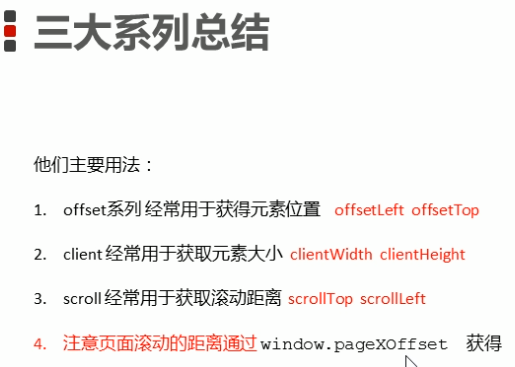 三大系列总结
他们主要用法：
1. offset系列 经常用于获得元素位置 offsetLeft offsetTop
2. client 经常用于获取元素大小 clientWidth clientHeight
3. scroll 经常用于获取滚动距离 scrollTop scrollLeft
4. 注意页面滚动的距离通过 window.pageXOffset 获得